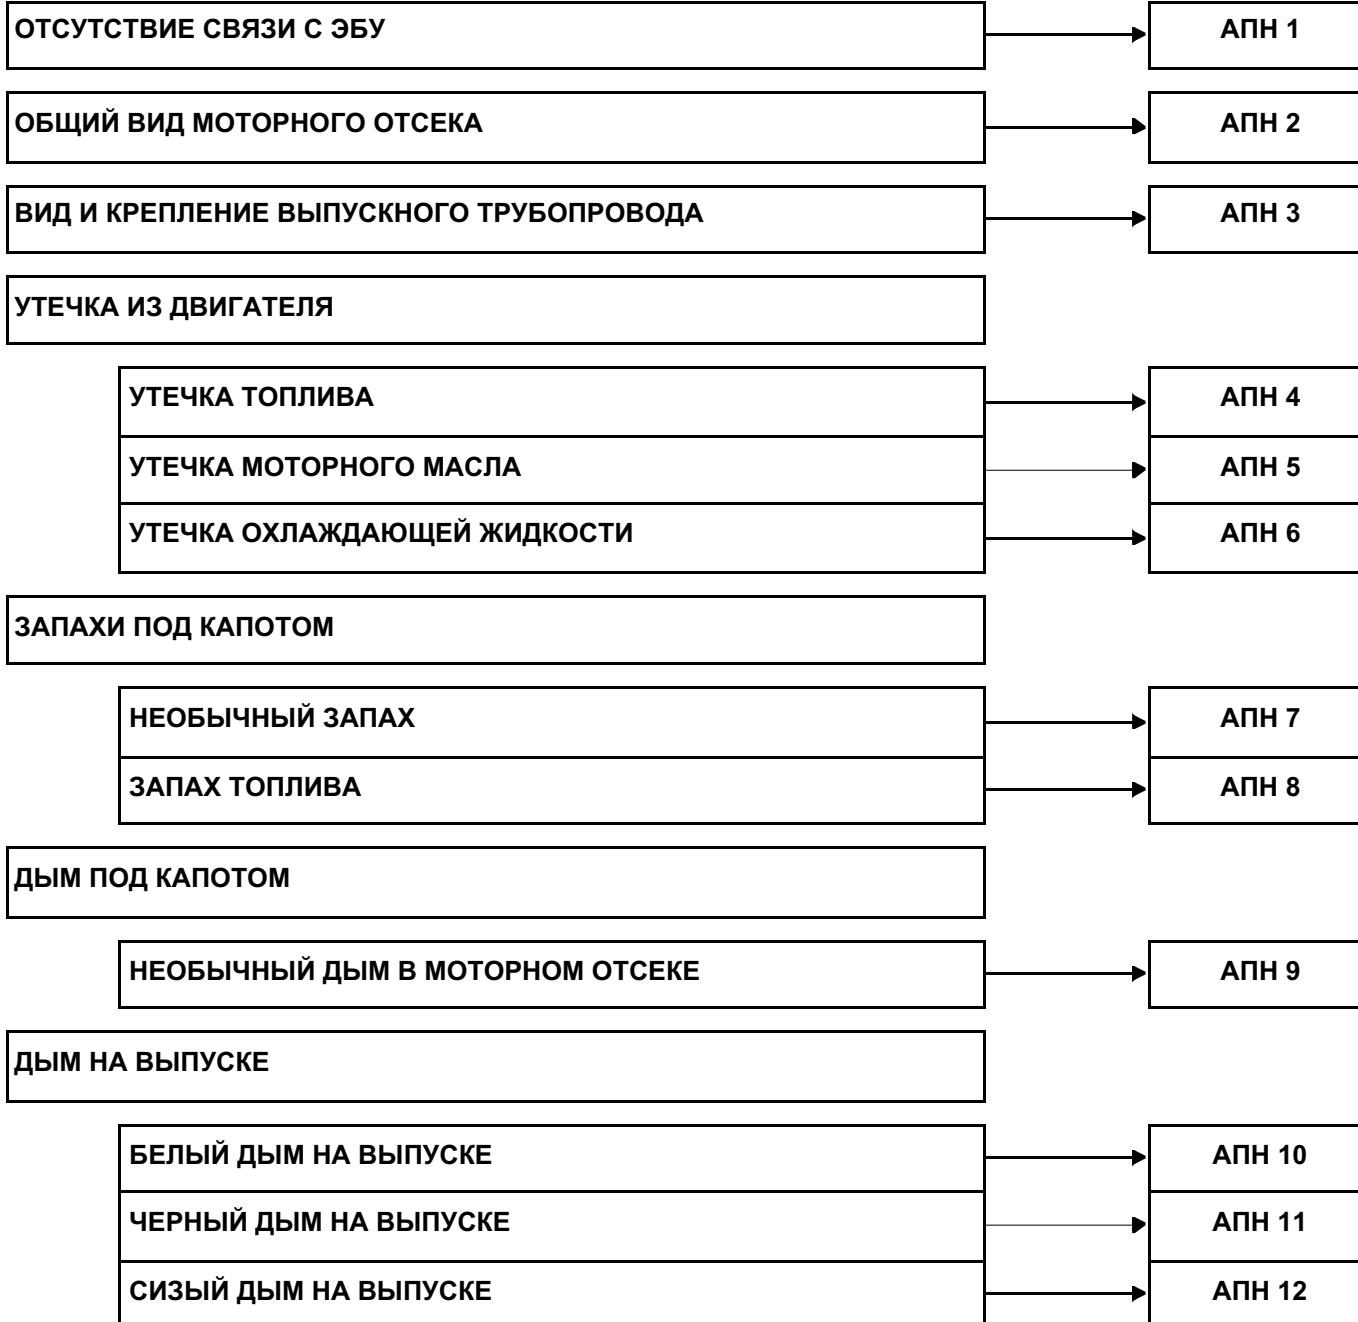 ОТСУТСТВИЕ СВЯЗИ С ЭБУ АПН 1
ОБЩИЙ ВИД МОТОРНОГО ОТСЕКА АПН 2
ВИД И КРЕПЛЕНИЕ ВЫПУСКНОГО ТРУБОПРОВОДА АПН 3
УТЕЧКА ИЗ ДВИГАТЕЛЯ
УТЕЧКА ТОПЛИВА АПН 4
УТЕЧКА МОТОРНОГО МАСЛА АПН 5
УТЕЧКА ОХЛАЖДАЮЩЕЙ ЖИДКОСТИ АПН 6
ЗАПАХИ ПОД КАПОТОМ
НЕОБЫЧНЫЙ ЗАПАХ АПН 7
ЗАПАХ ТОПЛИВА АПН 8
ДЫМ ПОД КАПОТОМ
НЕОБЫЧНЫЙ ДЫМ В МОТОРНОМ ОТСЕКЕ АПН 9
ДЫМ НА ВЫПУСКЕ
БЕЛЫЙ ДЫМ НА ВЫПУСКЕ АПН 10
ЧЕРНЫЙ ДЫМ НА ВЫПУСКЕ АПН 11
СИЗЫЙ ДЫМ НА ВЫПУСКЕ АПН 12